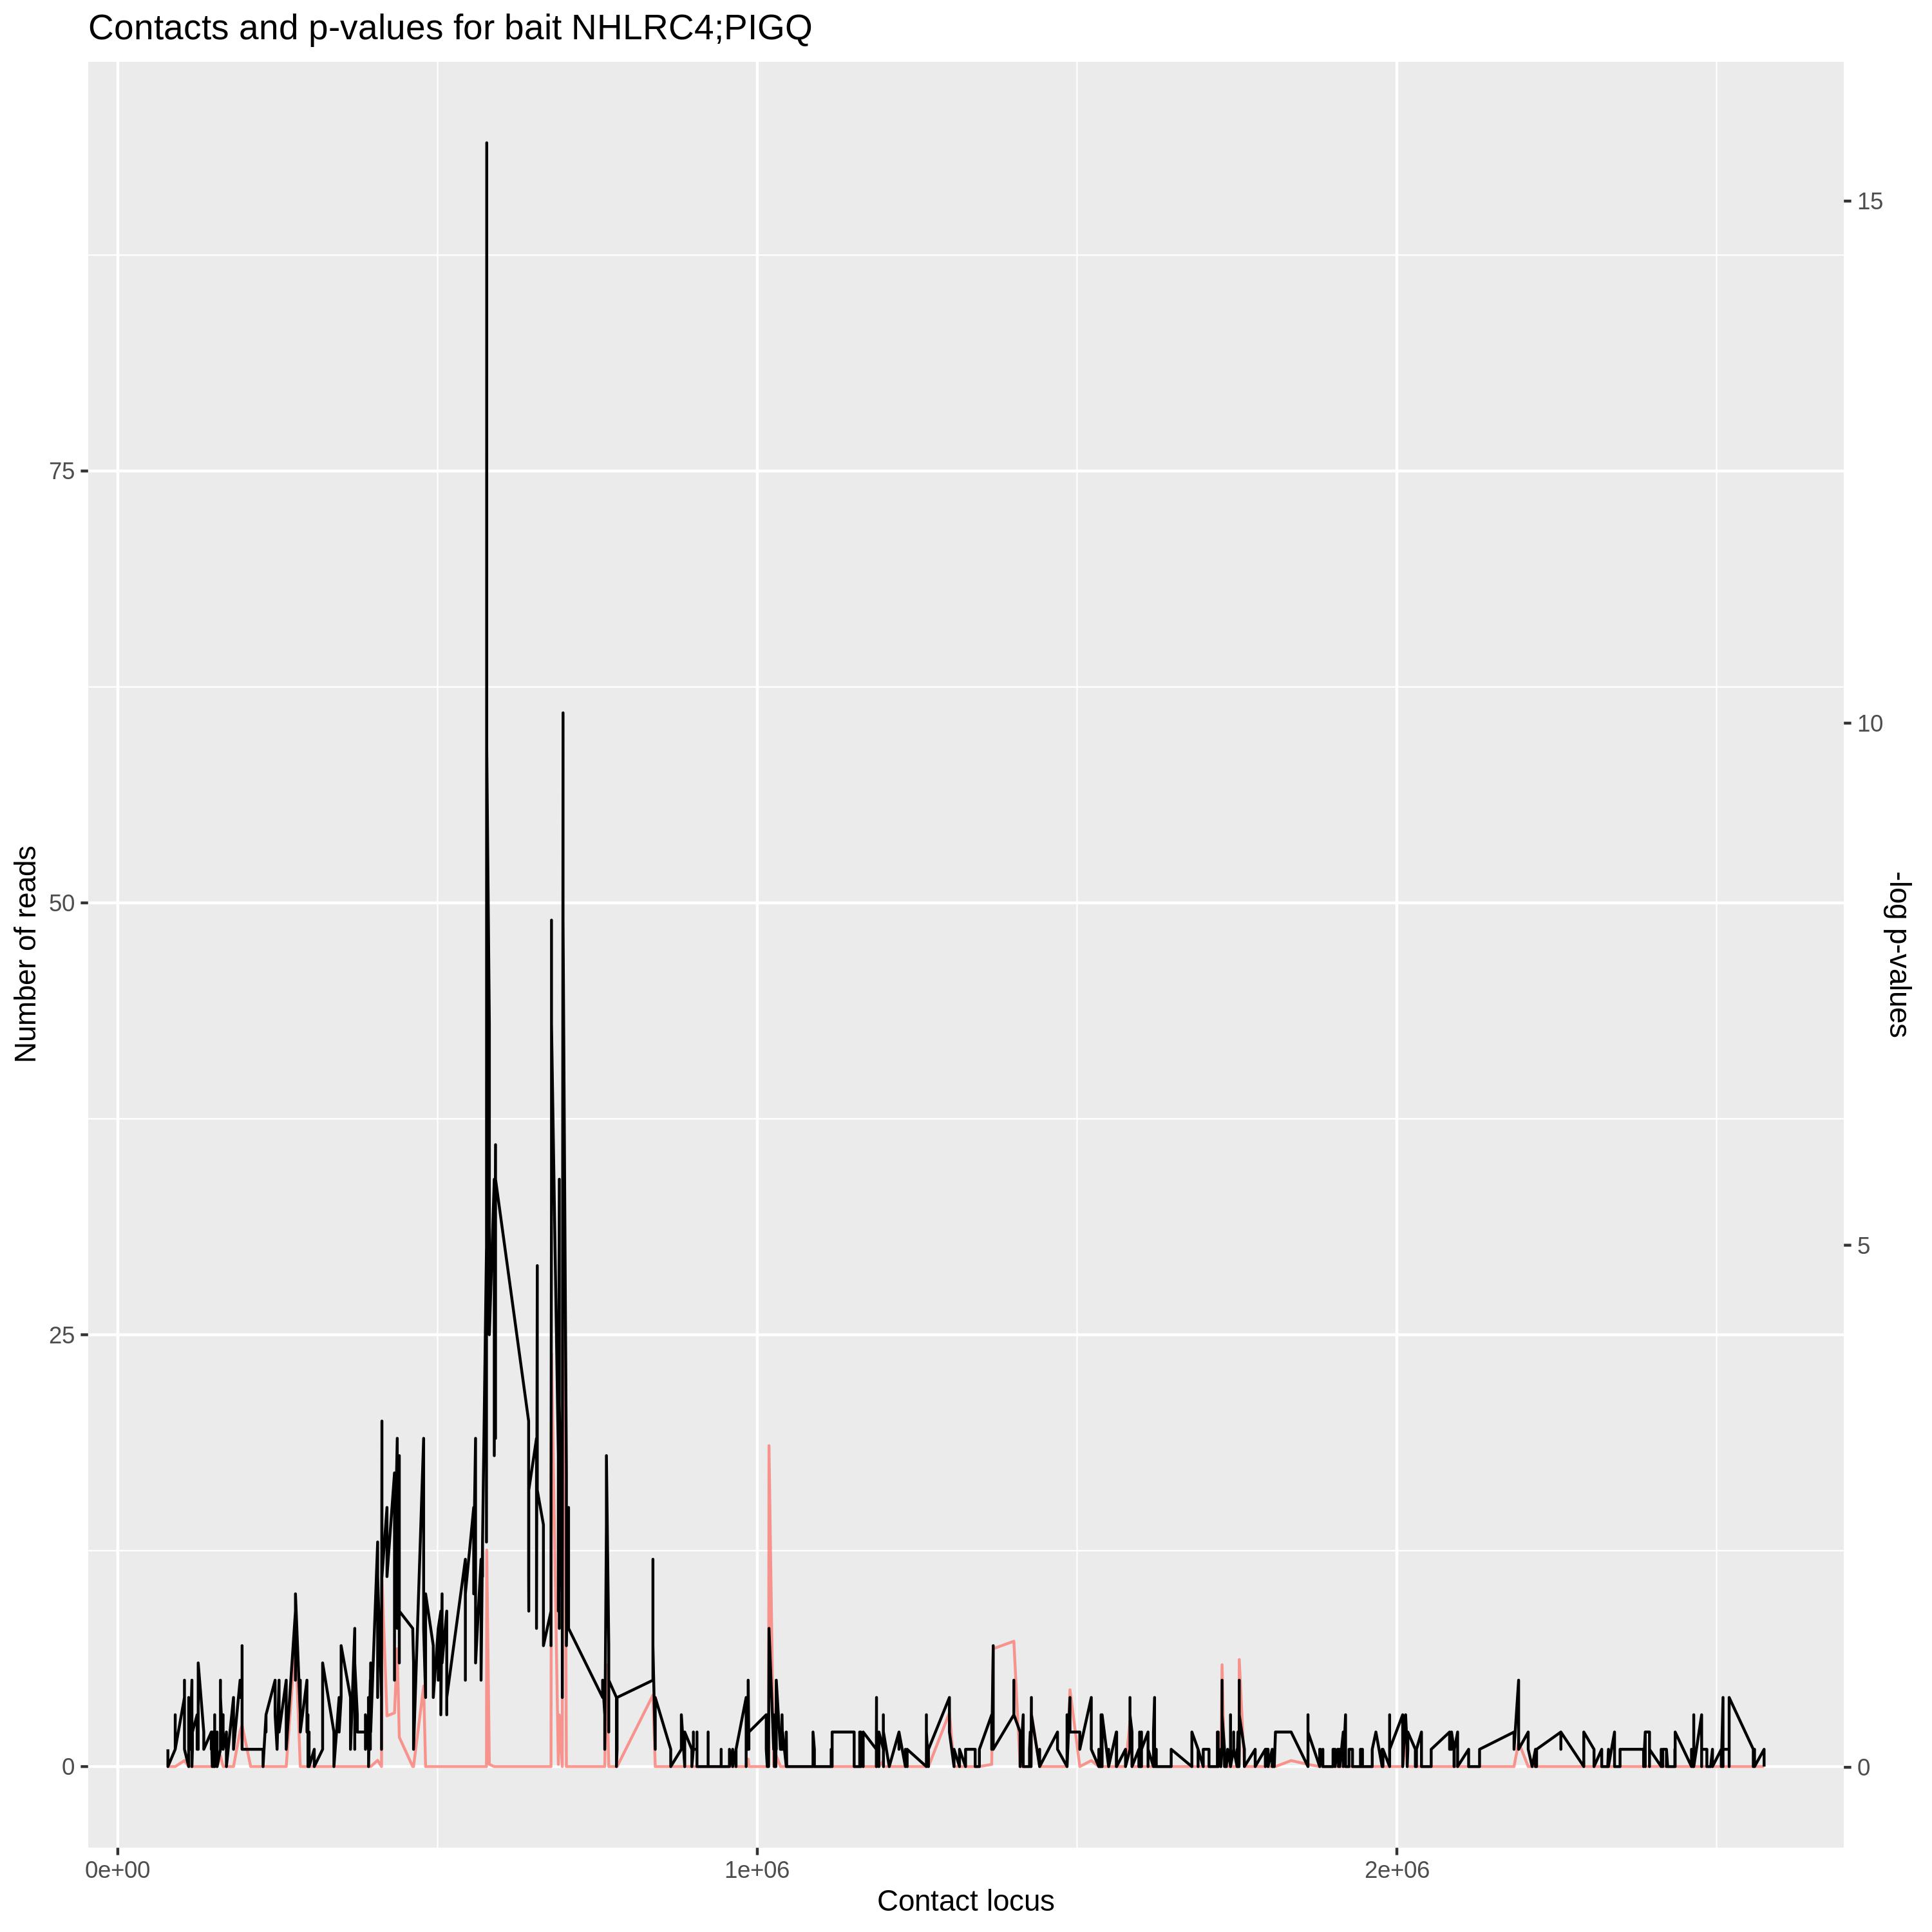 Contacts and p-values for bait NHLRC4;PIGQ
75
50
25
0
Number of reads
15
10
5
0
-log p-values
0e+00
1e+06
2e+06
Contact locus